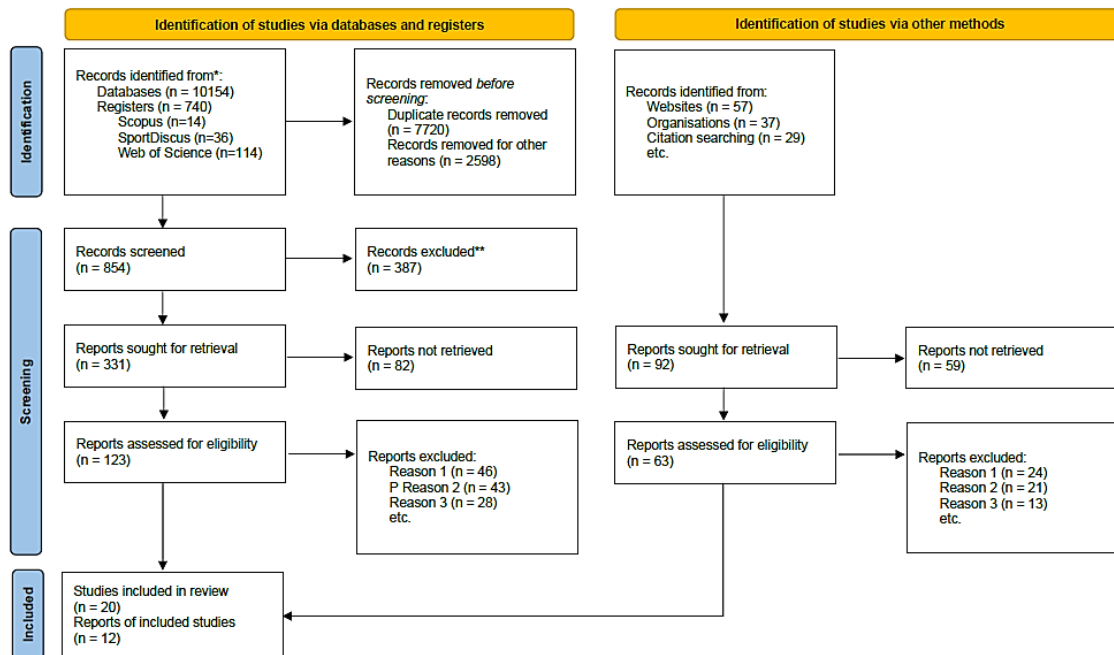 Identification of studies via databases and registers
Identification of studies via other methods
Identification
Records identified from*:
Databases (n = 10154)
Registers (n = 740)
Scopus (n=14)
SportDiscus (n=36)
Web of Science (n=114)
Records removed before
screening:
Duplicate records removed
(n = 7720)
Records removed for other
reasons (n = 2598)
Records identified from:
Websites (n = 57)
Organisations (n = 37)
Citation searching (n = 29)
etc.
Screening
Records screened
(n = 854)
Records excluded**
(n = 387)
Reports sought for retrieval
(n = 331)
Reports not retrieved
(n = 82)
Reports sought for retrieval
(n = 92)
Reports not retrieved
(n = 59)
Reports assessed for eligibility
(n = 123)
Reports excluded:
Reason 1 (n = 46)
P Reason 2 (n = 43)
Reason 3 (n = 28)
etc.
Reports assessed for eligibility
(n = 63)
Reports excluded:
Reason 1 (n = 24)
Reason 2 (n = 21)
Reason 3 (n = 13)
etc.
Included
Studies included in review
(n = 20)
Reports of included studies
(n = 12)